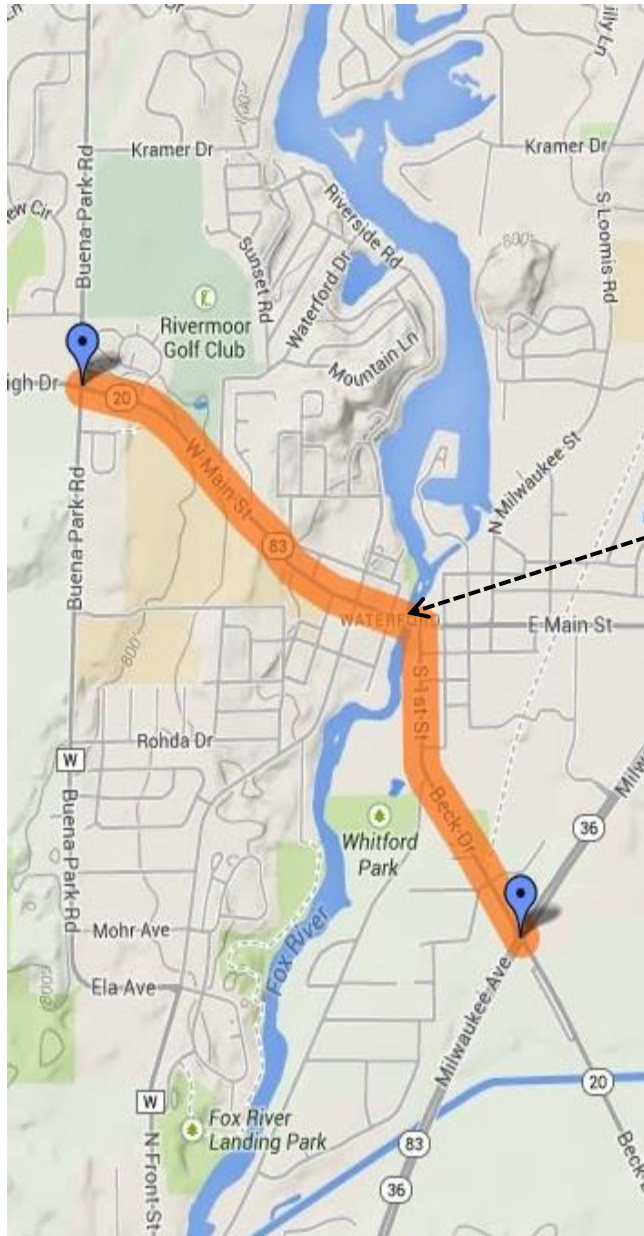 Kramer Dr
Kramer Dr
Buena Park Rd
Riverside Rd
S Loomis Rd
800
Sunset Rd
Waterford Dr
Rivermoor
Golf Club
Mountain Ln
20
W Main St
N Milwaukee St
Buena Park Rd
83
WATERFORD
E Main St
800
S 1st St
Rohda Dr
W
Buena Park Rd
Beck Dr
36
Whitford
Park
Mohr Ave
Fox River
Milwaukee Ave
800
Ela Ave
20
W
Fox River
Landing Park
N Front St
83
36